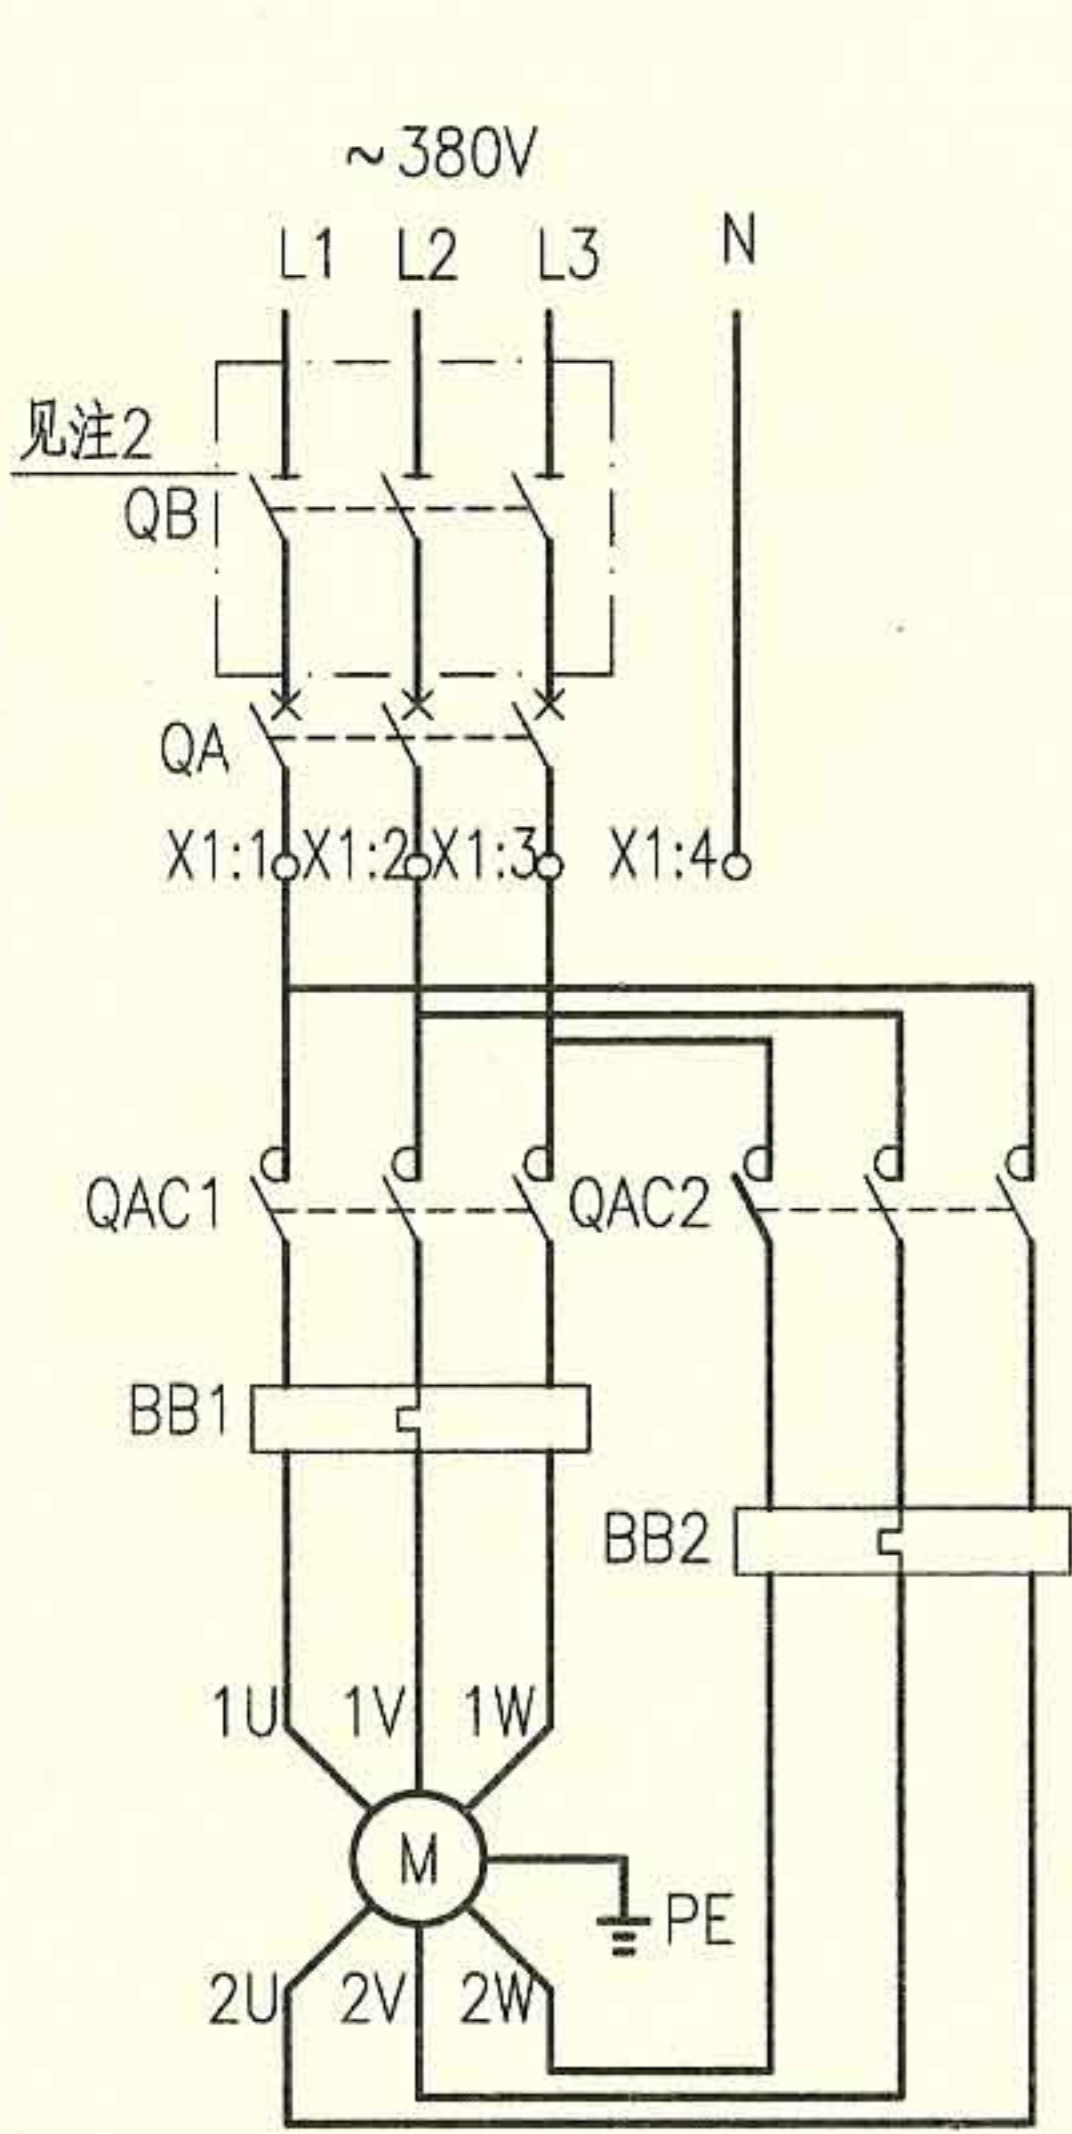 ~380V
L1 L2 L3 N
见注2
QB
QA
X1:1 X1:2 X1:3 X1:4
QAC1 QAC2
BB1
BB2
1U 1V 1W
M
PE
2U 2V 2W